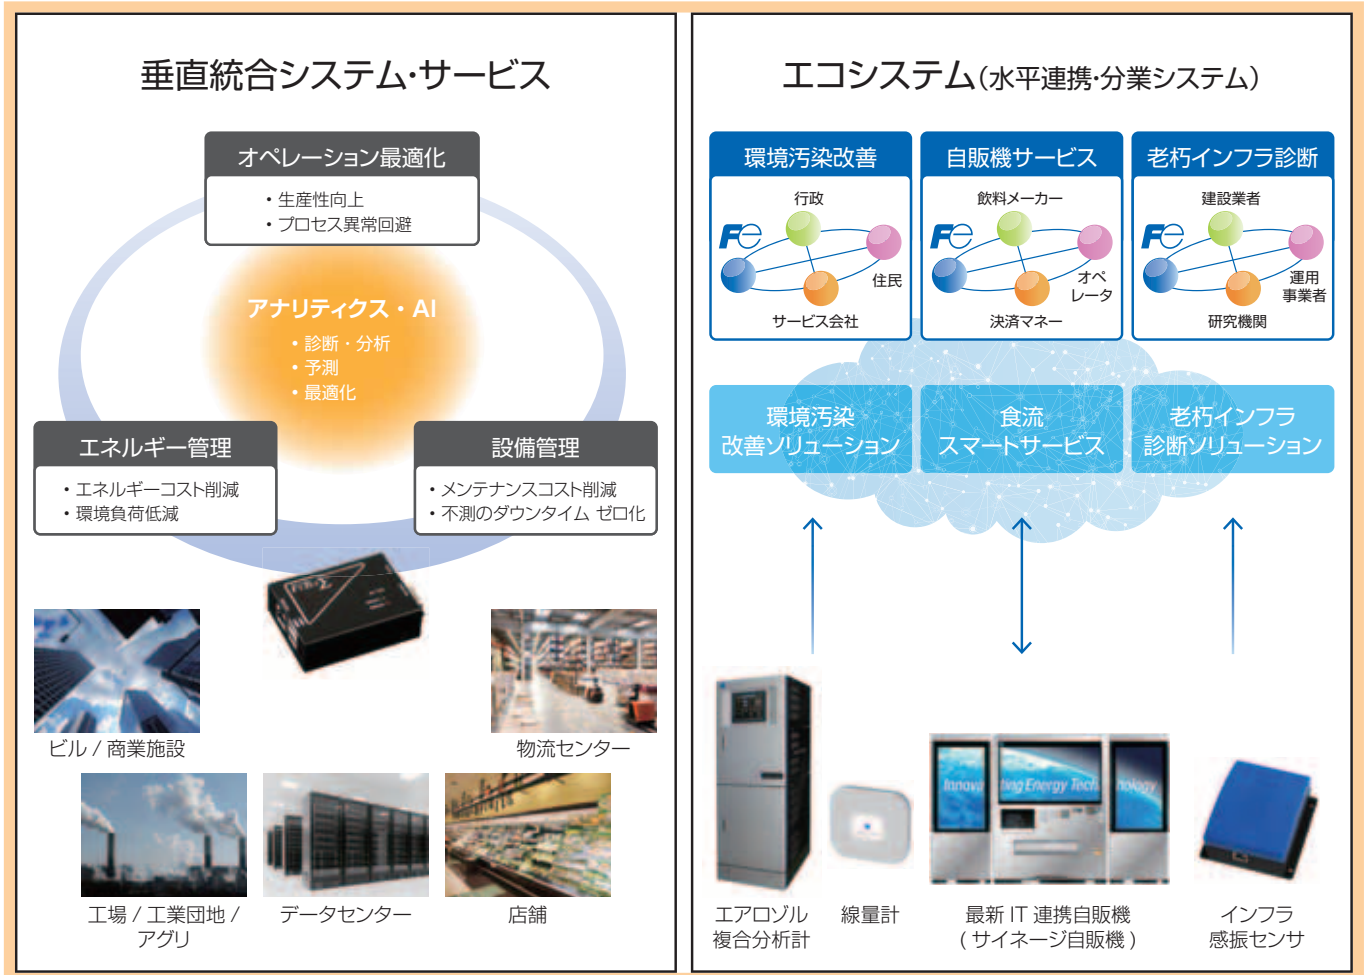 垂直統合システム・サービス
オペレーション最適化
・生産性向上
・プロセス異常回避
アナリティクス・AI
・診断・分析
・予測
・最適化
エネルギー管理
・エネルギーコスト削減
・環境負荷低減
設備管理
・メンテナンスコスト削減
・不測のダウンタイム ゼロ化
ビル / 商業施設
物流センター
工場 / 工業団地 /
アグリ
データセンター
店舗
エコシステム（水平連携・分業システム）
環境汚染改善
行政
Fe
住民
サービス会社
自販機サービス
飲料メーカー
Fe
オペ
レータ
決済マネー
老朽インフラ診断
建設業者
Fe
運用
事業者
研究機関
環境汚染
改善ソリューション
食流
スマートサービス
老朽インフラ
診断ソリューション
Innovating Energy Technology
エアロゾル
複合分析計
線量計
最新 IT 連携自販機
( サイネージ自販機 )
インフラ
感振センサ